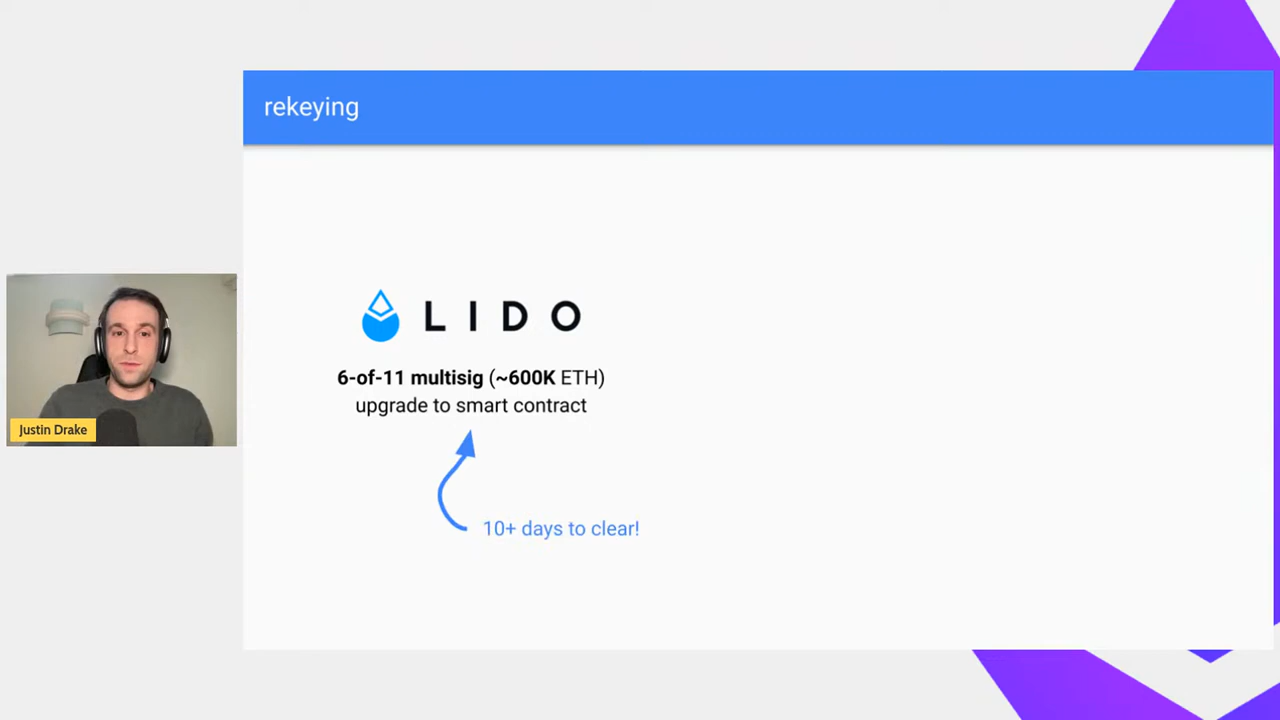 rekeying
LIDO
6-of-11 multisig (~600K ETH)
upgrade to smart contract
10+ days to clear!
Justin Drake